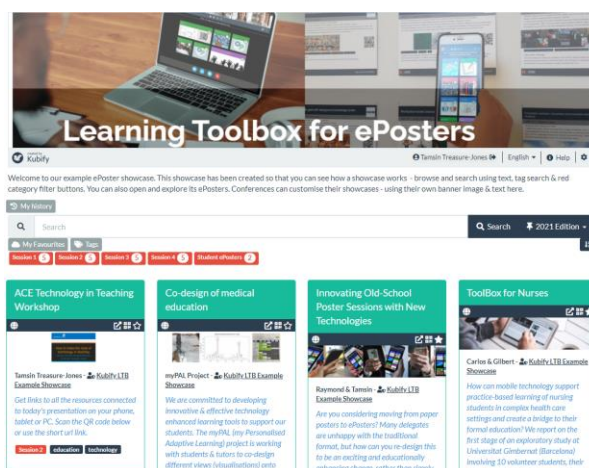 Learning Toolbox for ePosters
Kubify
Tamsin Treasure-Jones
English
Help
Welcome to our example ePoster showcase. This showcase has been created so that you can see how a showcase works - browse and search using text, tag search & red
category filter buttons. You can also open and explore its ePosters. Conferences can customise their showcases - using their own banner image & text here.
My history
Search
Search
2021 Edition
My Favourites
Tags
Session 1 5
Session 2 5
Session 3 5
Session 4 5
Student ePosters 2
ACE Technology in Teaching
Workshop
Tamsin Treasure-Jones - Kubify LTB
Example Showcase
Get links to all the resources connected
to today's presentation on your phone,
tablet or PC. Scan the QR code below
or use the short url link.
Session 2 education technology
Co-design of medical
education
myPAL Project - Kubify LTB Example
Showcase
We are committed to developing
innovative & effective technology
enhanced learning tools to support our
students. The myPAL (my Personalised
Adaptive Learning) project is working
with students & tutors to co-design
different views (visualisations) onto
Innovating Old-School
Poster Sessions with New
Technologies
Raymond & Tamsin - Kubify LTB
Example Showcase
Are you considering moving from paper
posters to ePosters? Many delegates
are unhappy with the traditional
format, but how can you re-design this
to be an exciting and educationally
ToolBox for Nurses
Carlos & Gilbert - Kubify LTB Example
Showcase
How can mobile technology support
practice-based learning of nursing
students in complex health care
settings and create a bridge to their
formal education? We report on the
first stage of an exploratory study at
Universitat Gimbernat (Barcelona)
involving 10 volunteer students, their